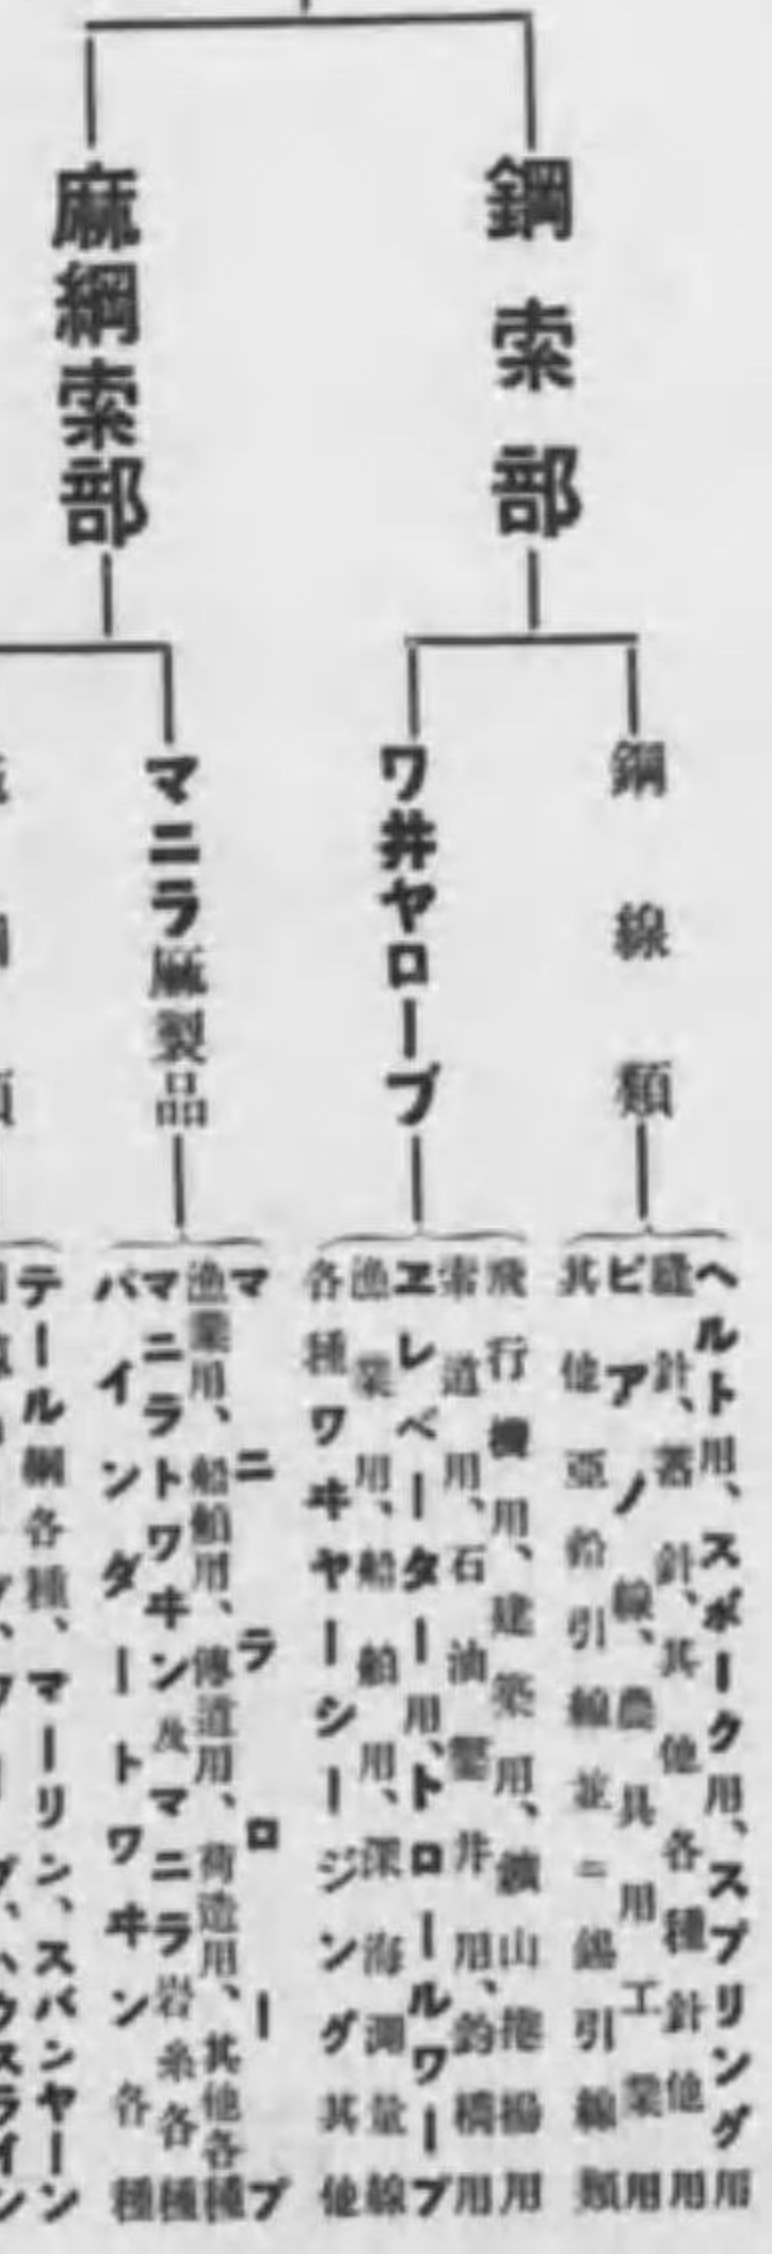 鋼索部
鋼線類
ヘルト用、スポーク用、スプリング用
縫針、蓄針、其他各種針他用
ピアノ線、農具用工業用
其他亜鉛引線並ニ錫引線類
ワ井ヤロープ
飛行機用、建築用、鑛山捲揚用
索道用、石油鑿井用、釣橋用
ヱレベーター用、トロールワープ
漁業用、船舶用、深海測量線
各種ワヰヤーシージング其他
麻綱索部
マニラ麻製品
マニラロープ
漁業用、船舶用、傳道用、荷造用、其他各種
マニラトワヰン及マニラ岩糸各種
バインダートワヰン各種
テール綱各種、マーリン、スパンヤーン